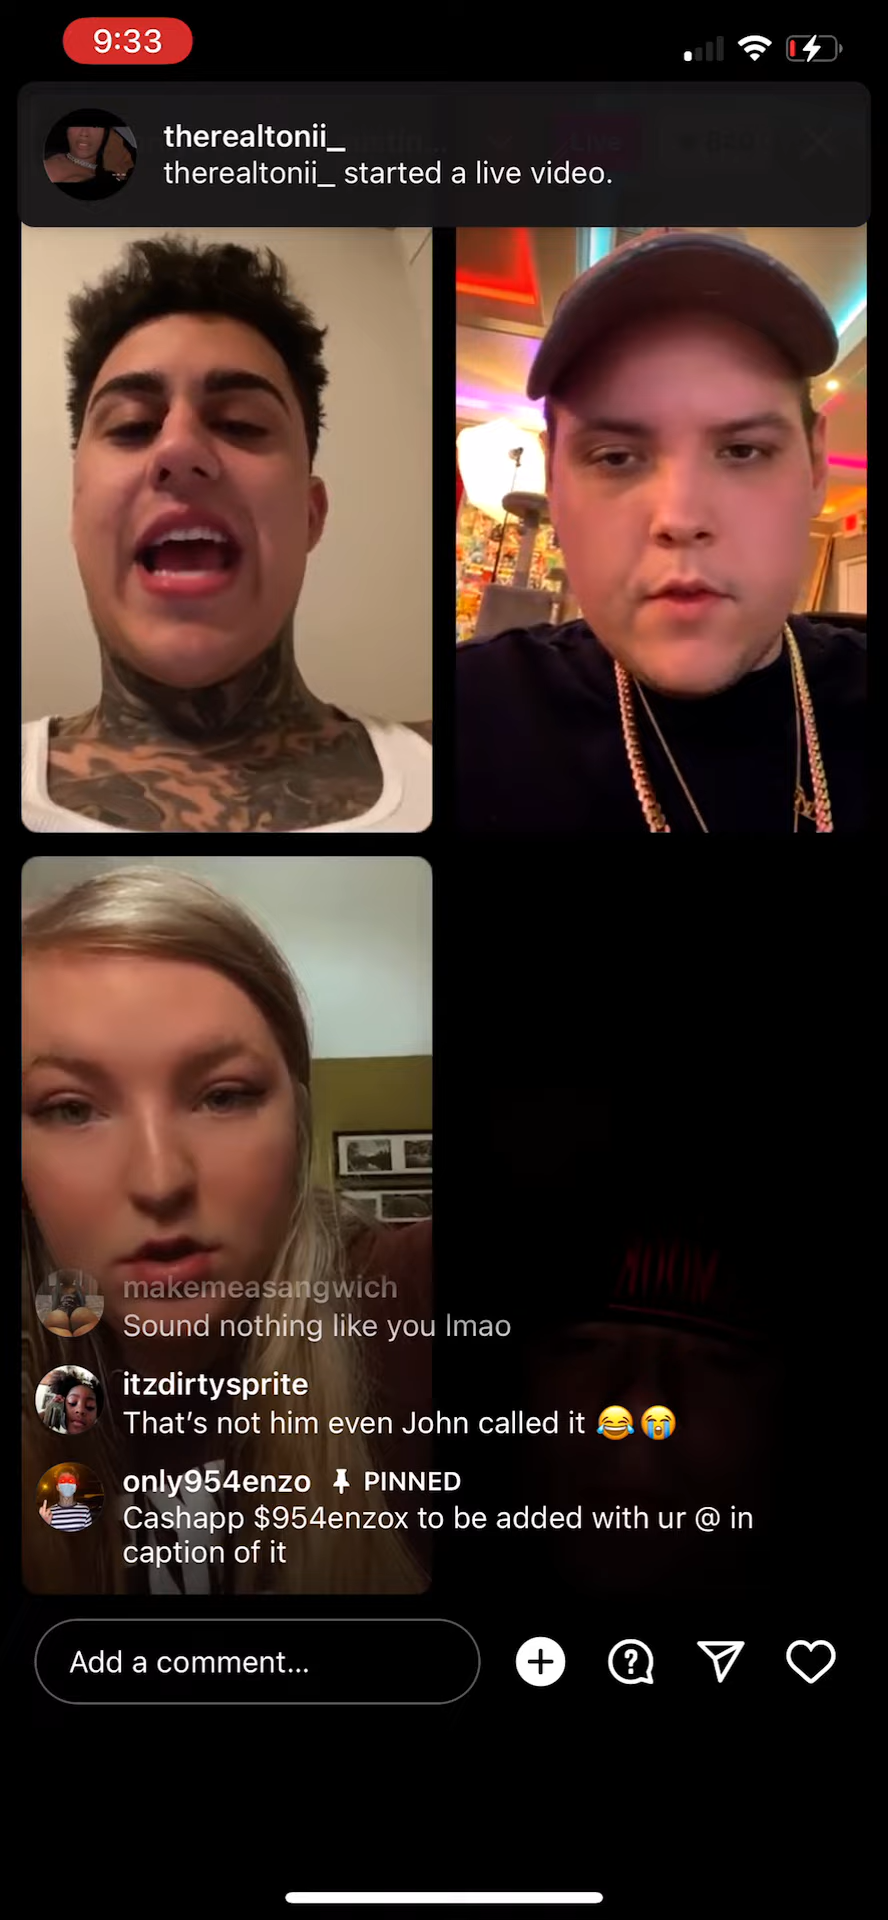 9:33
therealtonii_
therealtonii_ started a live video.
Live
makemeasangwich
Sound nothing like you lmao
itzdirtysprite
That's not him even John called it 😂😭
only954enzo PINNED
Cashapp $954enzox to be added with ur @ in
caption of it
Add a comment...